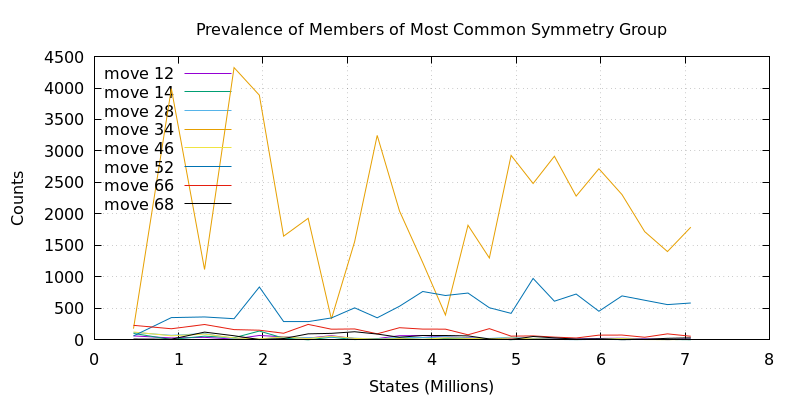 Prevalence of Members of Most Common Symmetry Group
4500
4000
3500
3000
2500
2000
1500
1000
500
0
Counts
move 12
move 14
move 28
move 34
move 46
move 52
move 66
move 68
0 1 2 3 4 5 6 7 8
States (Millions)